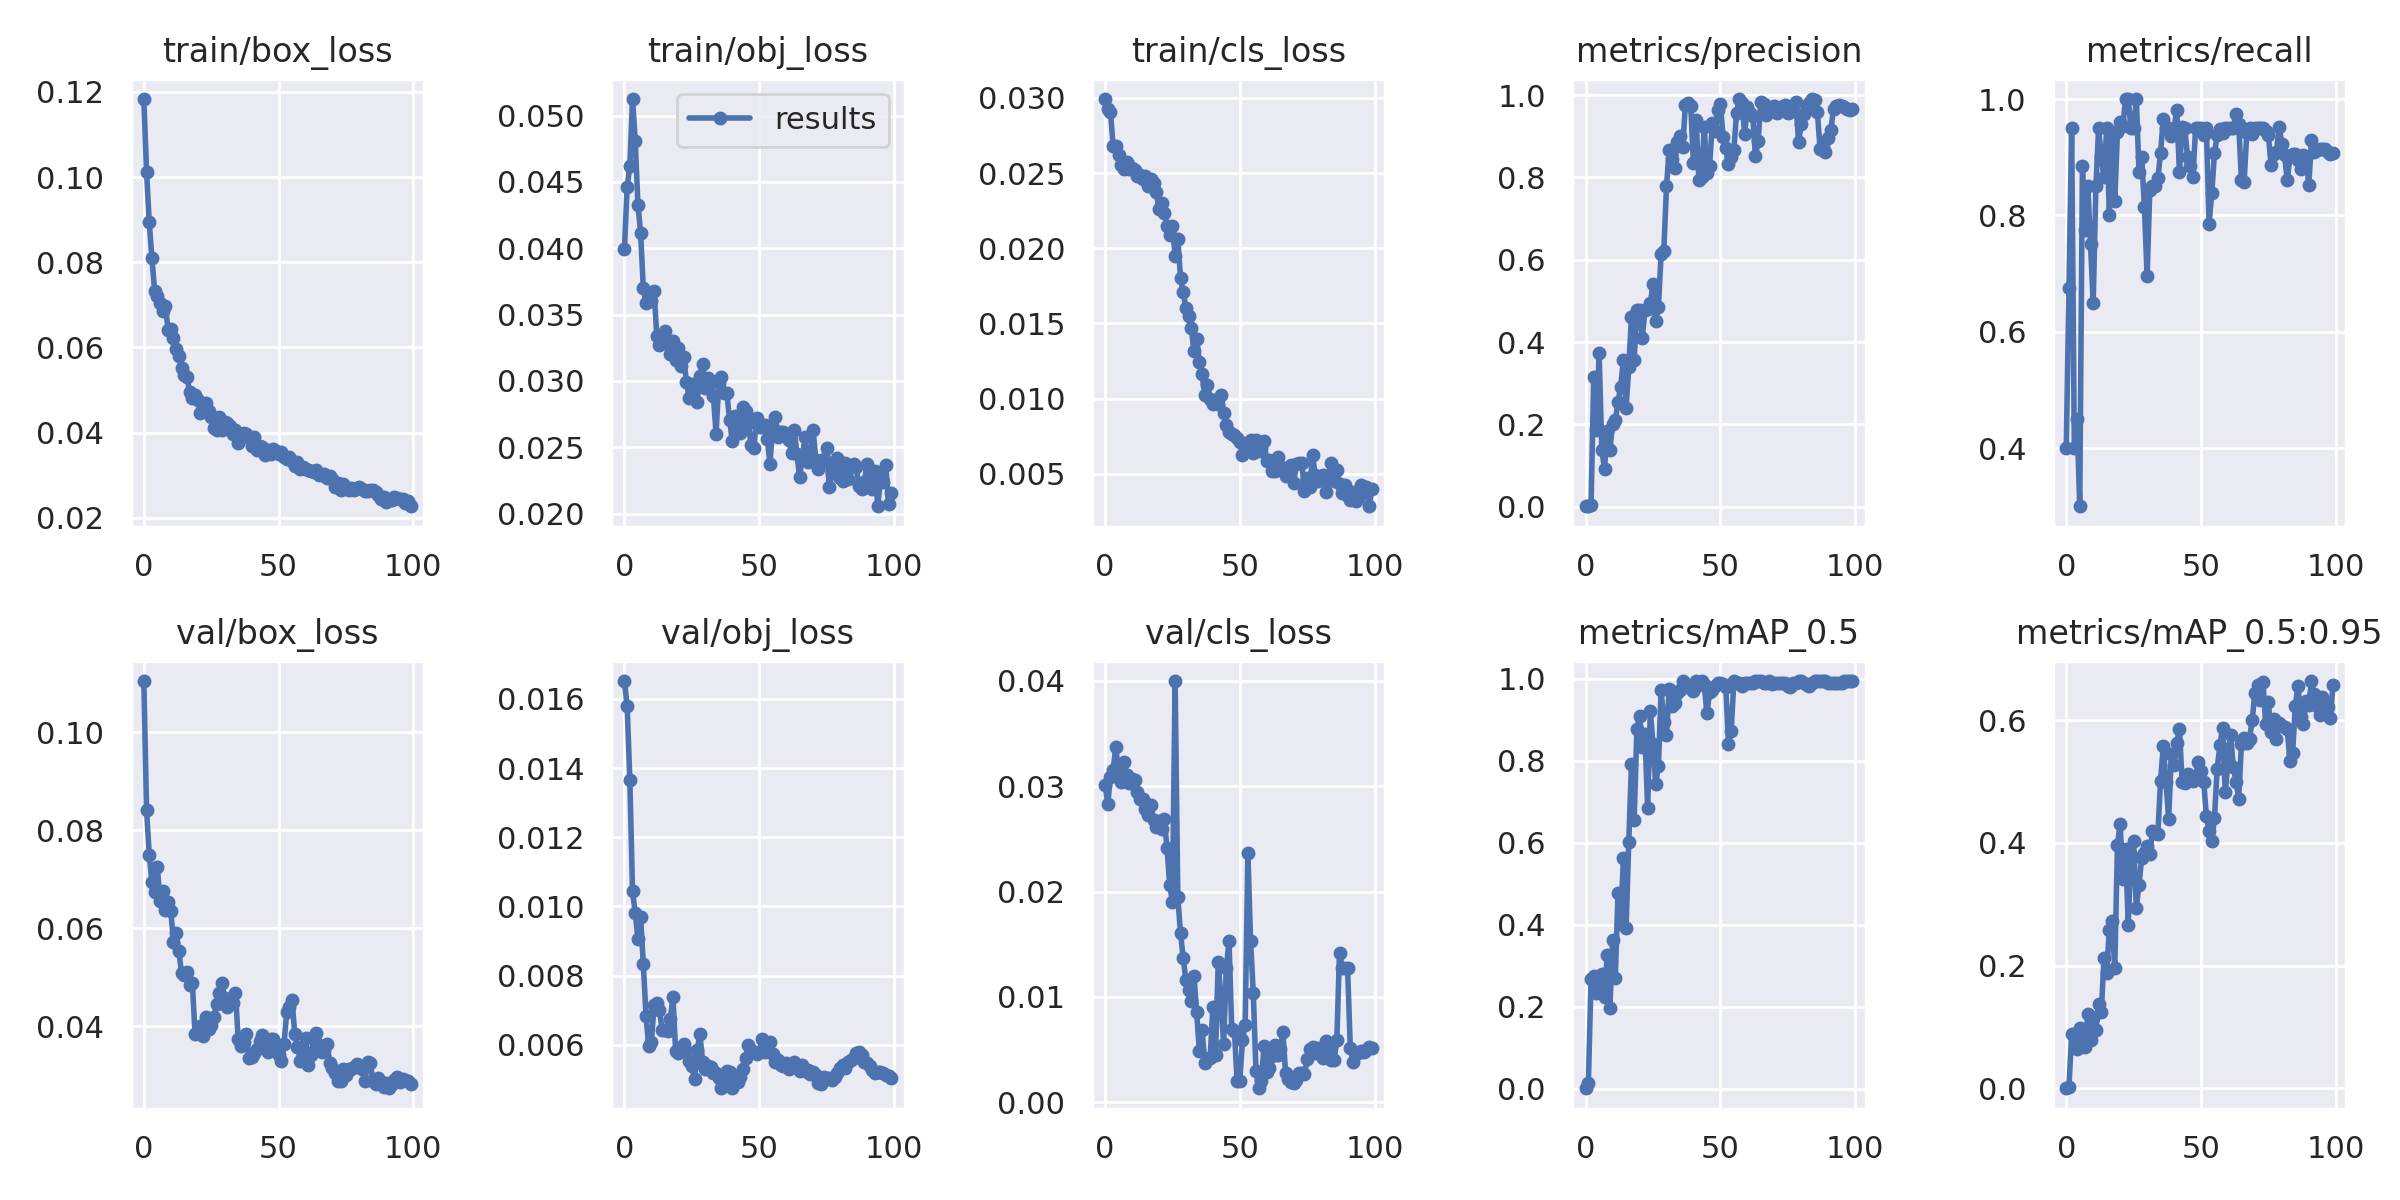 train/box_loss
0.12
0.10
0.08
0.06
0.04
0.02
0 50 100
train/obj_loss
results
0.050
0.045
0.040
0.035
0.030
0.025
0.020
0 50 100
train/cls_loss
0.030
0.025
0.020
0.015
0.010
0.005
0 50 100
metrics/precision
1.0
0.8
0.6
0.4
0.2
0.0
0 50 100
metrics/recall
1.0
0.8
0.6
0.4
0 50 100
val/box_loss
0.10
0.08
0.06
0.04
0 50 100
val/obj_loss
0.016
0.014
0.012
0.010
0.008
0.006
0 50 100
val/cls_loss
0.04
0.03
0.02
0.01
0.00
0 50 100
metrics/mAP_0.5
1.0
0.8
0.6
0.4
0.2
0.0
0 50 100
metrics/mAP_0.5:0.95
0.6
0.4
0.2
0.0
0 50 100